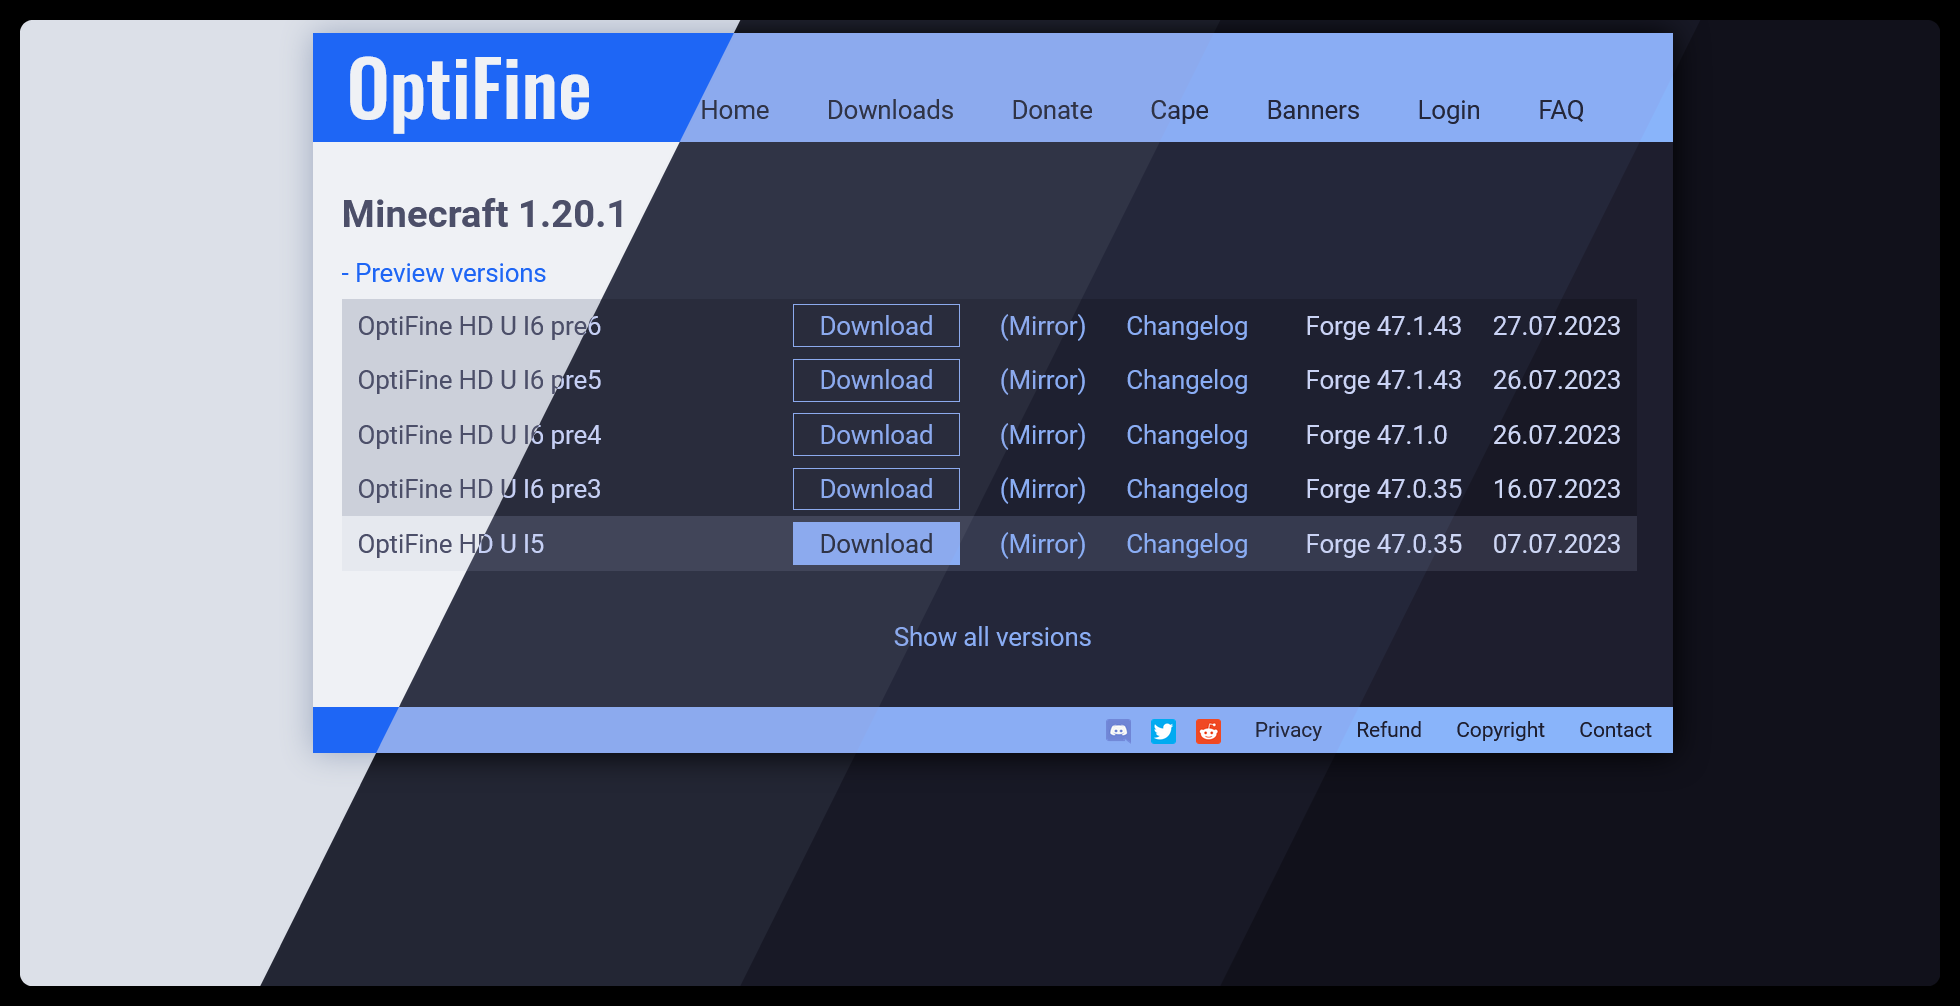 OptiFine
Home Downloads Donate Cape Banners Login FAQ
Minecraft 1.20.1
- Preview versions
OptiFine HD U I6 pre6 Download (Mirror) Changelog Forge 47.1.43 27.07.2023
OptiFine HD U I6 pre5 Download (Mirror) Changelog Forge 47.1.43 26.07.2023
OptiFine HD U I6 pre4 Download (Mirror) Changelog Forge 47.1.0 26.07.2023
OptiFine HD U I6 pre3 Download (Mirror) Changelog Forge 47.0.35 16.07.2023
OptiFine HD U I5 Download (Mirror) Changelog Forge 47.0.35 07.07.2023
Show all versions
Privacy Refund Copyright Contact